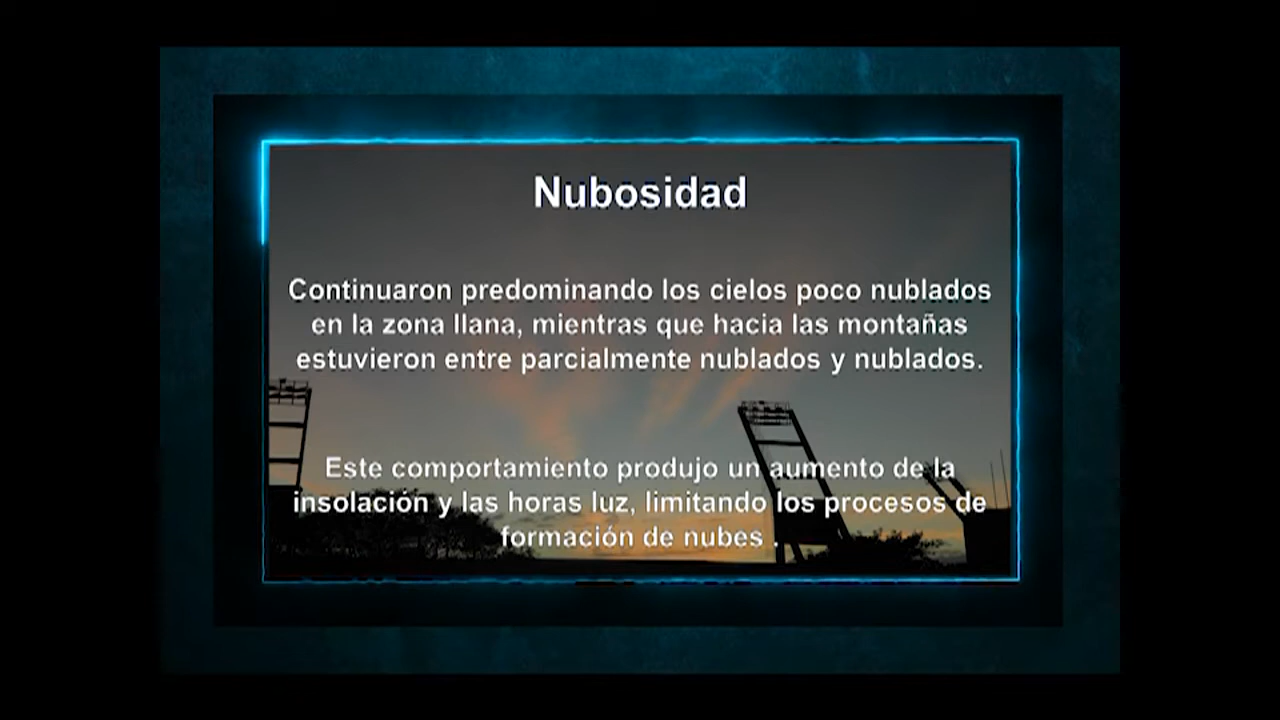 Nubosidad
Continuaron predominando los cielos poco nublados
en la zona llana, mientras que hacia las montañas
estuvieron entre parcialmente nublados y nublados.
Este comportamiento produjo un aumento de la
insolación y las horas luz, limitando los procesos de
formación de nubes .